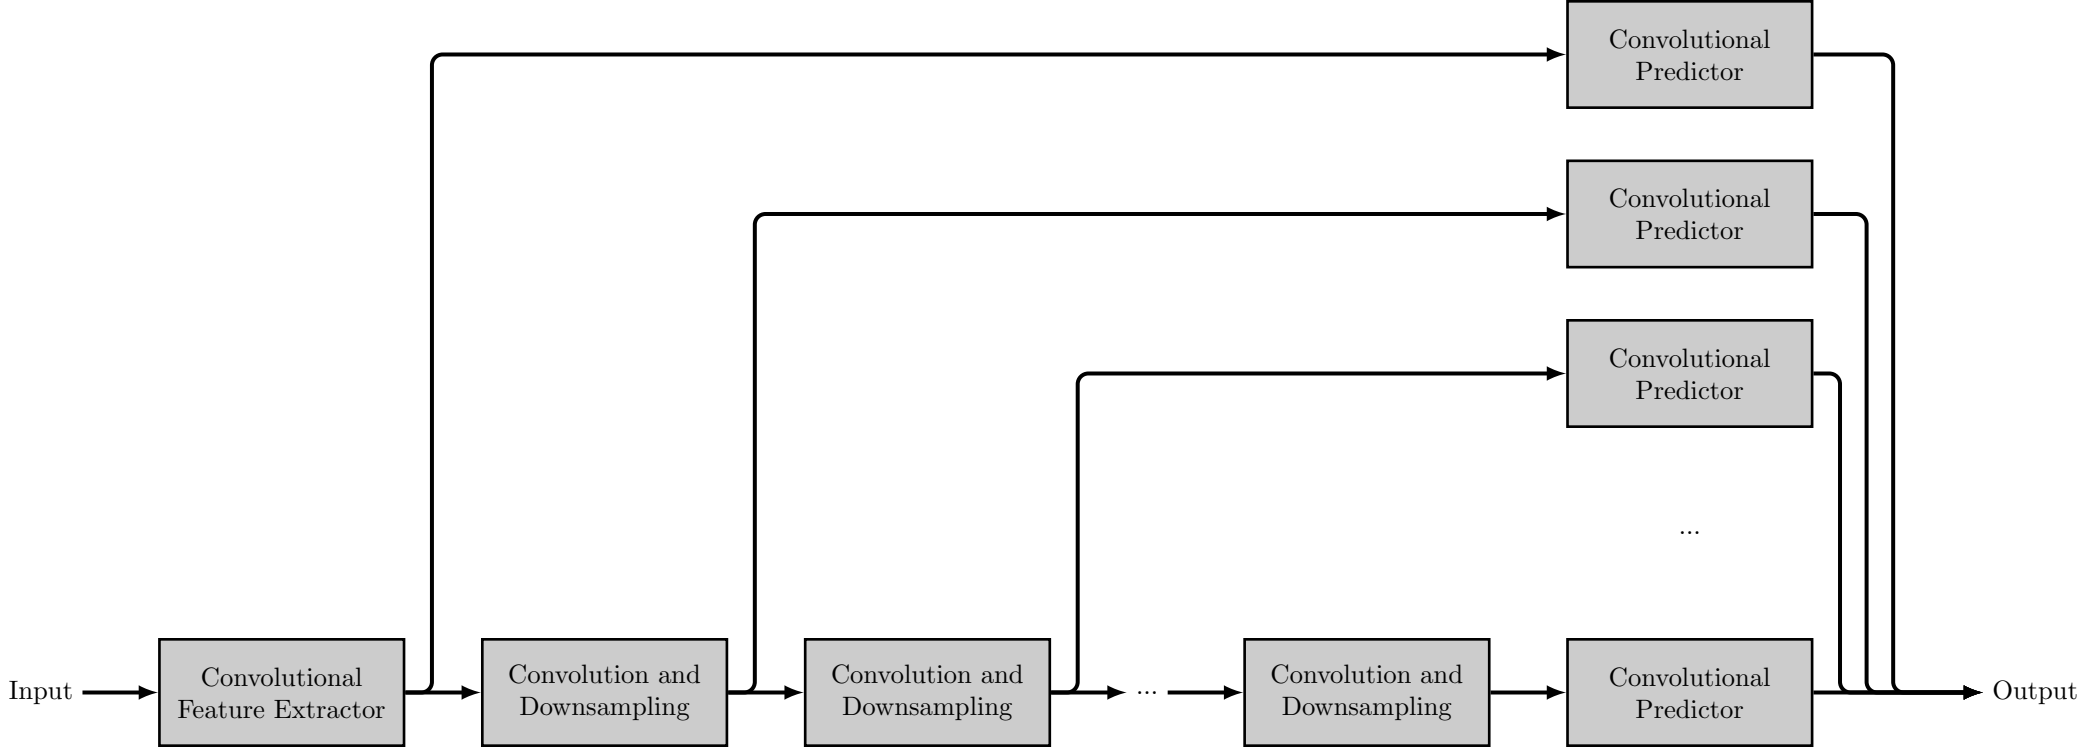 Convolutional
Predictor
Convolutional
Predictor
Convolutional
Predictor
...
Input
Convolutional
Feature Extractor
Convolution and
Downsampling
Convolution and
Downsampling
...
Convolution and
Downsampling
Convolutional
Predictor
Output